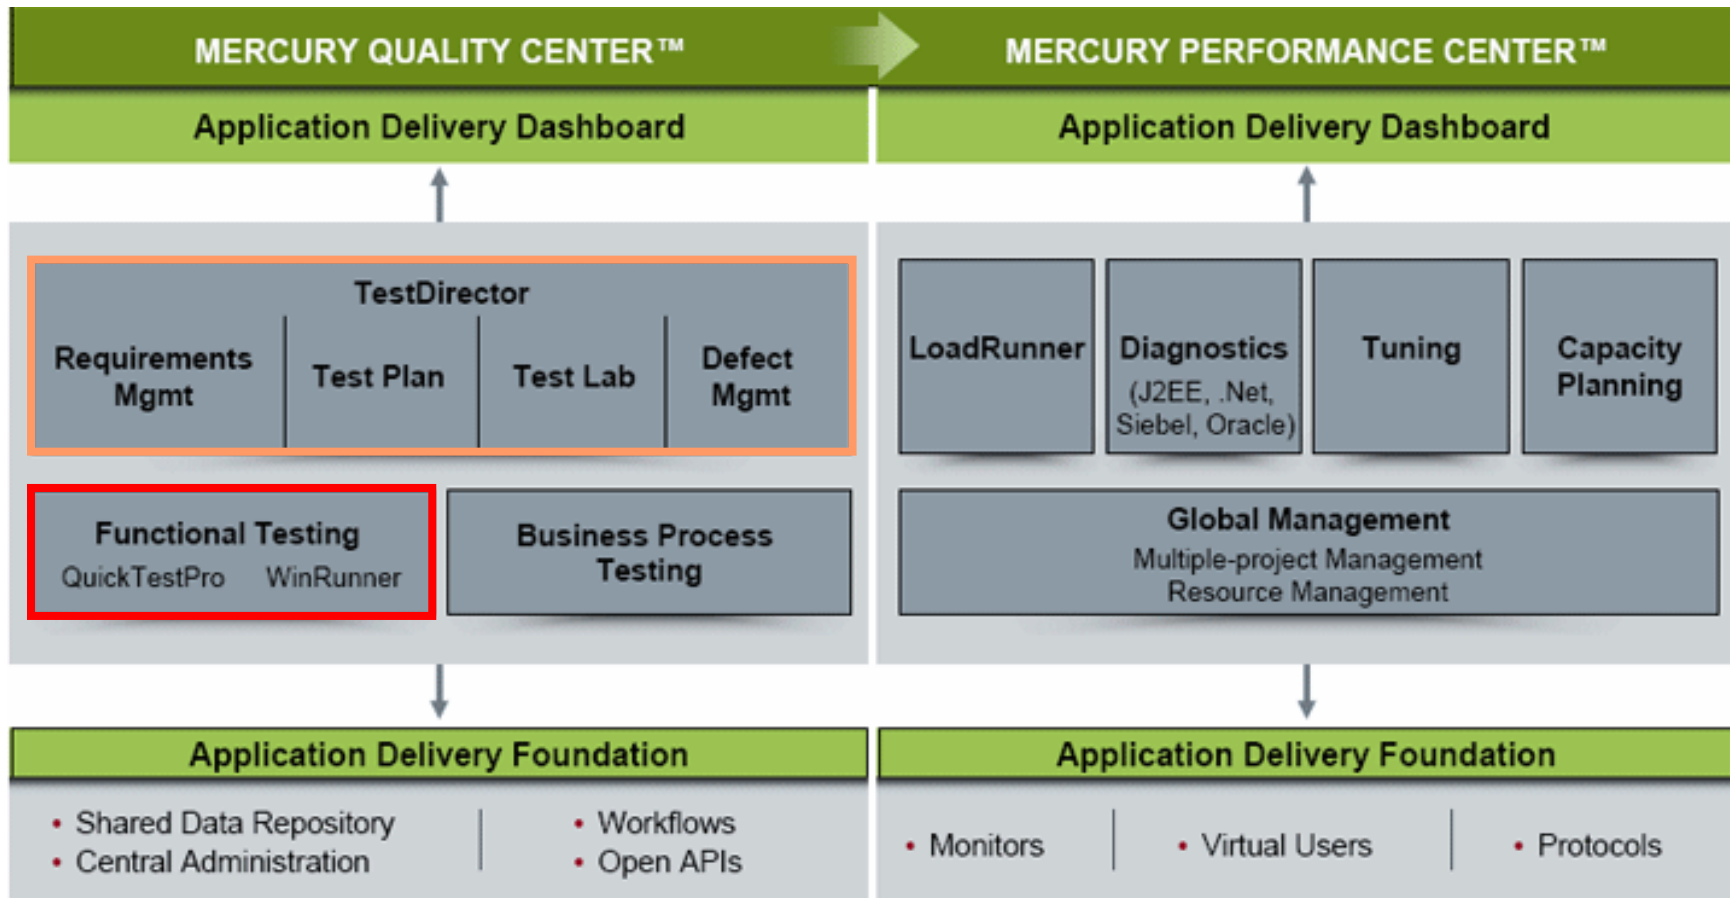 MERCURY QUALITY CENTER™
Application Delivery Dashboard
TestDirector
Requirements
Mgmt
Test Plan
Test Lab
Defect
Mgmt
Functional Testing
QuickTestPro WinRunner
Business Process
Testing
Application Delivery Foundation
• Shared Data Repository
• Central Administration
• Workflows
• Open APIs
MERCURY PERFORMANCE CENTER™
Application Delivery Dashboard
LoadRunner
Diagnostics
(J2EE, .Net,
Siebel, Oracle)
Tuning
Capacity
Planning
Global Management
Multiple-project Management
Resource Management
Application Delivery Foundation
• Monitors
• Virtual Users
• Protocols